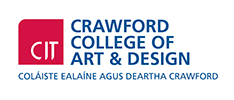 CIT
CRAWFORD
COLLEGE OF
ART & DESIGN
COLÁISTE EALAÍNE AGUS DEARTHA CRAWFORD